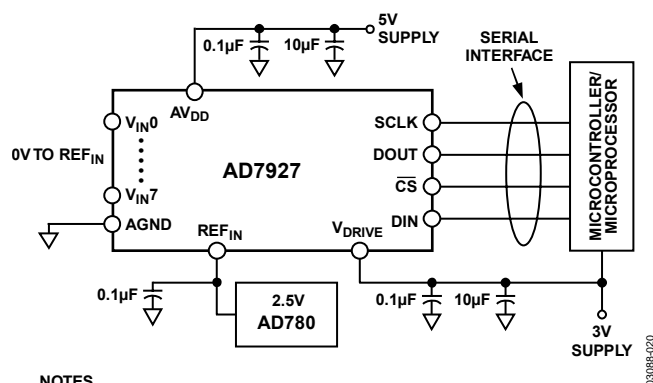 5V
SUPPLY
0.1µF
10µF
SERIAL
INTERFACE
AVDD
VIN0
0V TO REFIN
VIN7
AGND
AD7927
SCLK
DOUT
CS
DIN
MICROCONTROLLER/
MICROPROCESSOR
REFIN
VDRIVE
0.1µF
2.5V
AD780
0.1µF
10µF
3V
SUPPLY
03088-020
NOTES